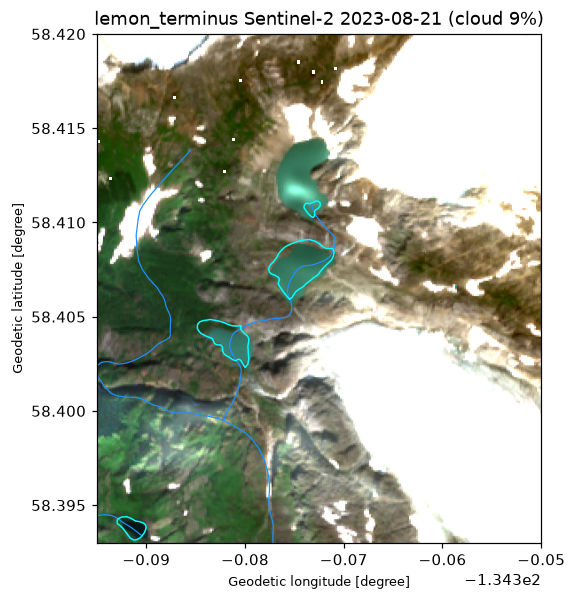 lemon_terminus Sentinel-2 2023-08-21 (cloud 9%)
58.420
58.415
58.410
58.405
58.400
58.395
Geodetic latitude [degree]
−0.09
−0.08
−0.07
−0.06
−0.05
Geodetic longitude [degree]
−1.343e2